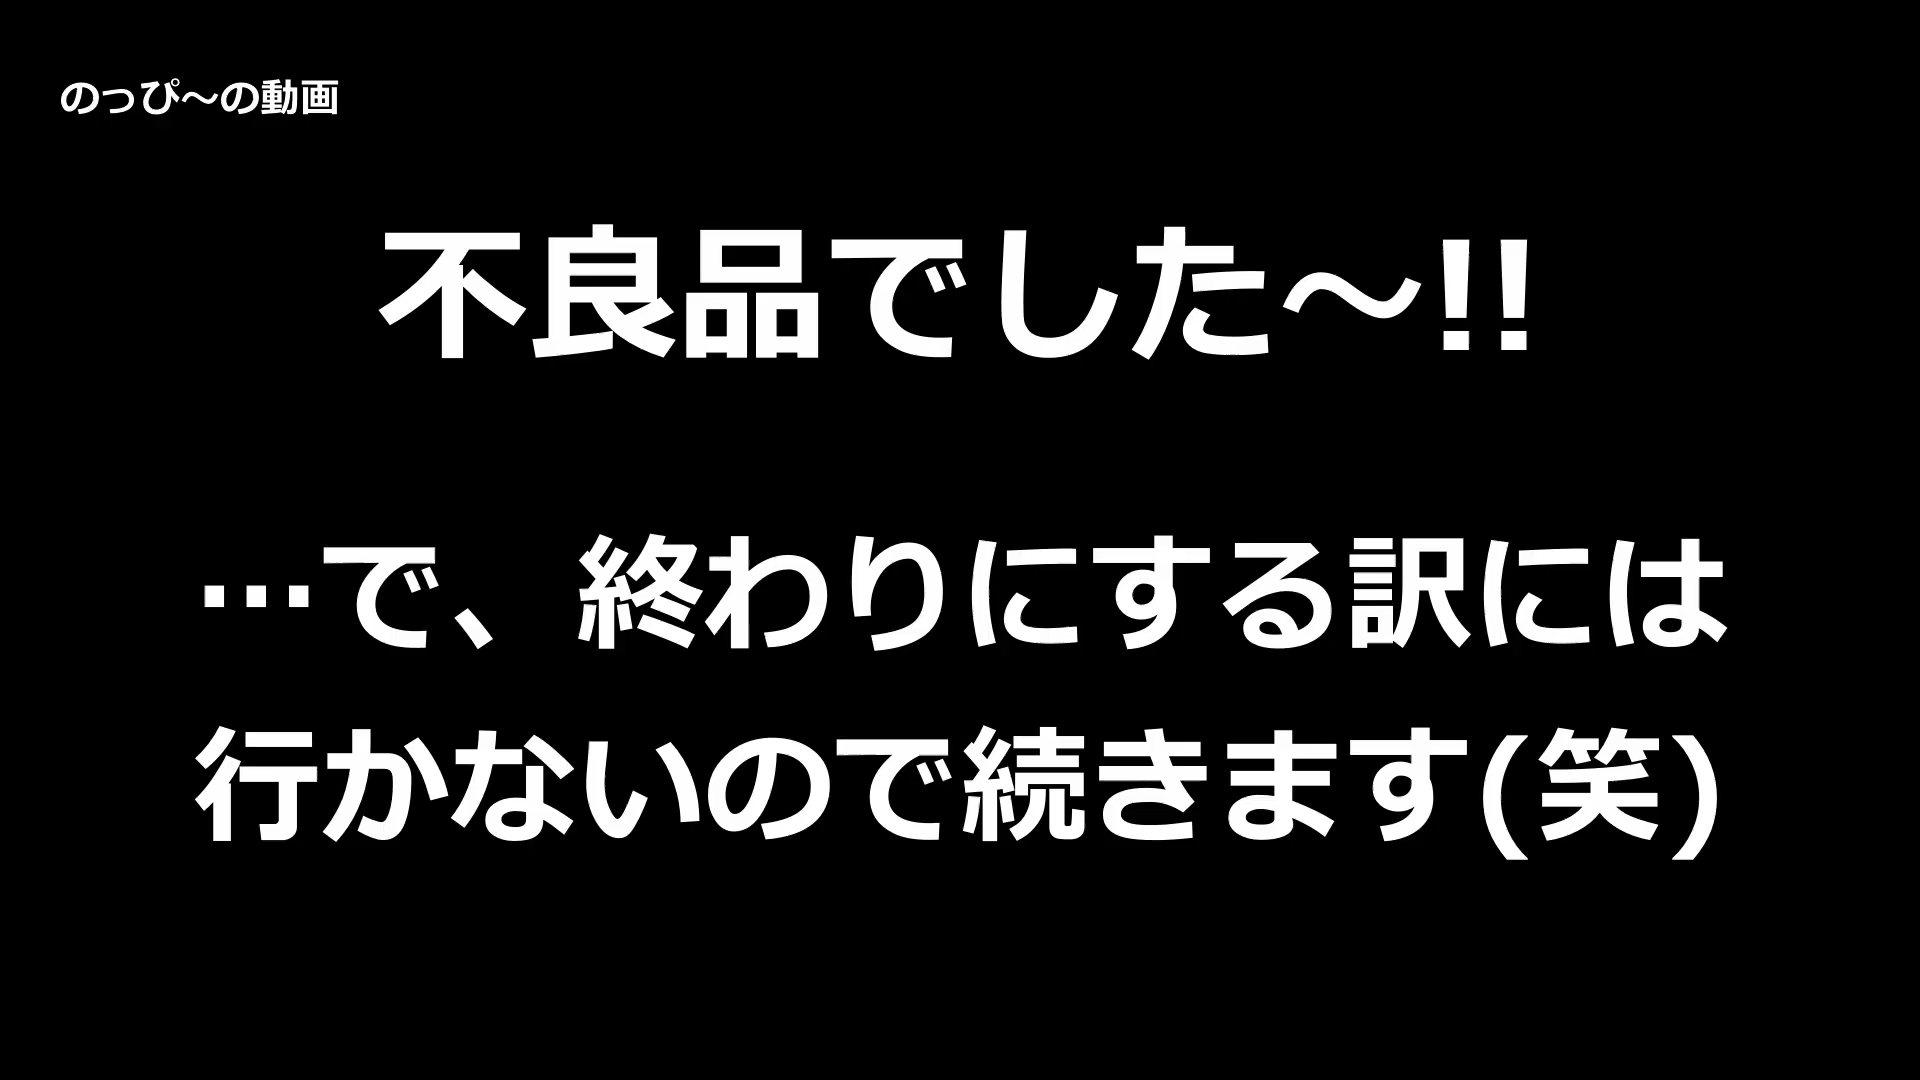 のっぴ～の動画
不良品でした～!!
…で、終わりにする訳には
行かないので続きます(笑)